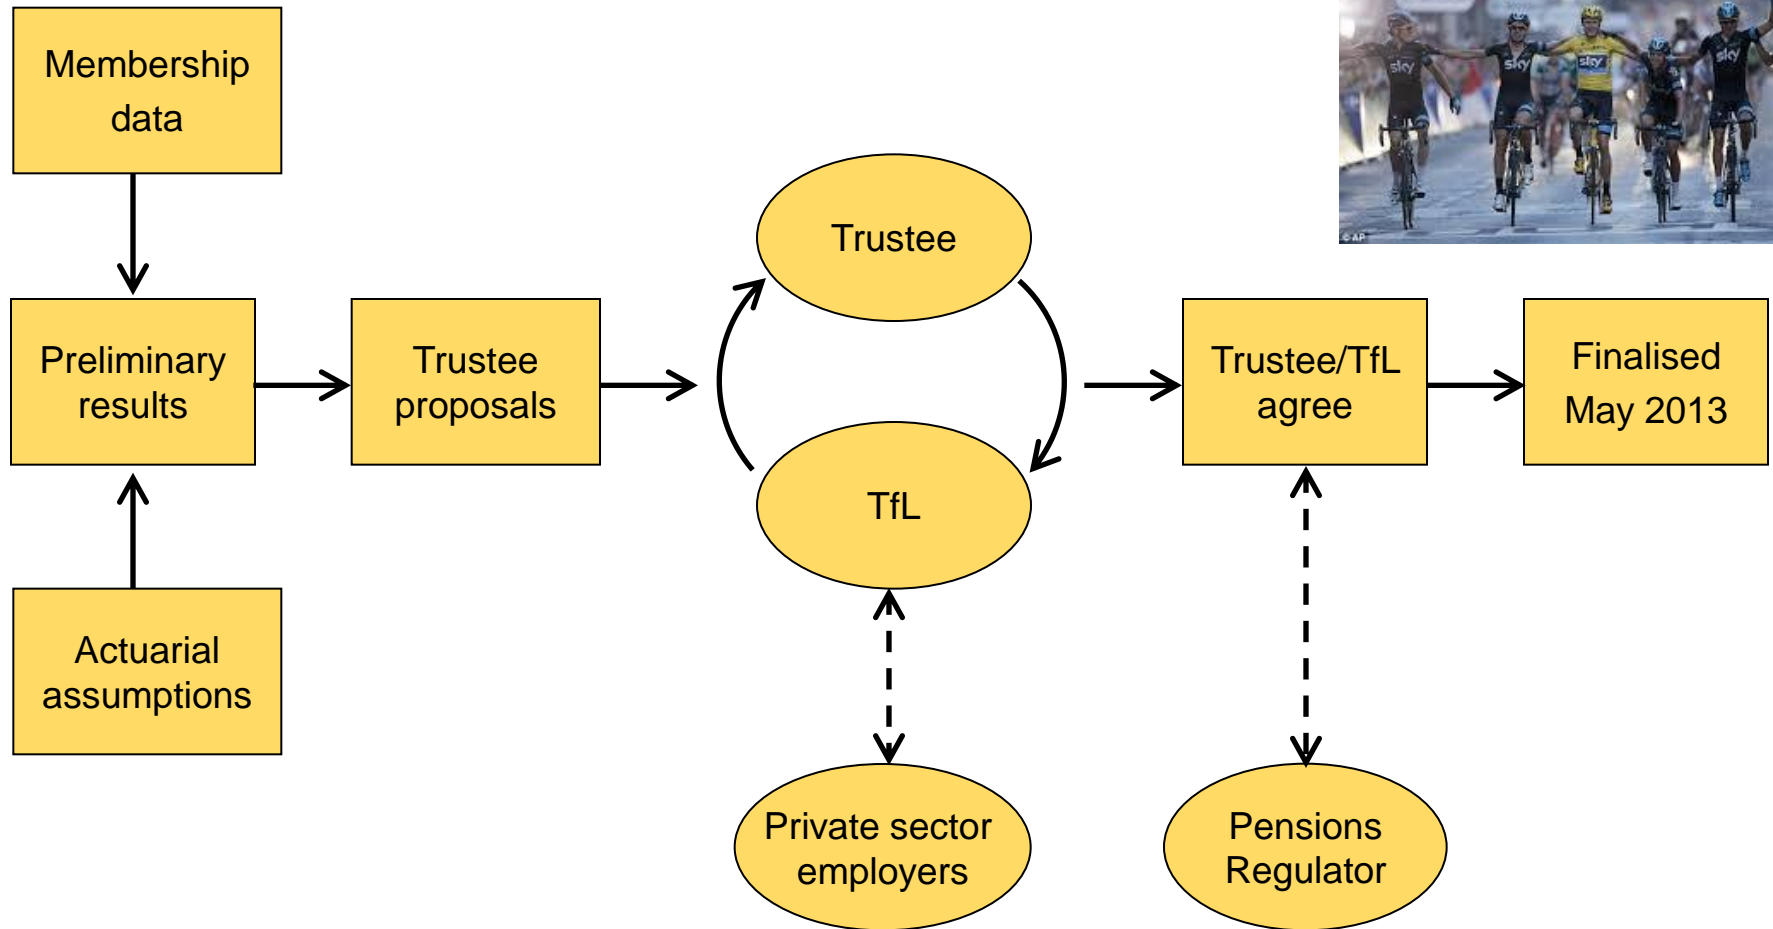 Membership
data
sky
sky
sky
sky
© AP
Trustee
Preliminary
results
Trustee
proposals
Trustee/TfL
agree
Finalised
May 2013
TfL
Actuarial
assumptions
Private sector
employers
Pensions
Regulator